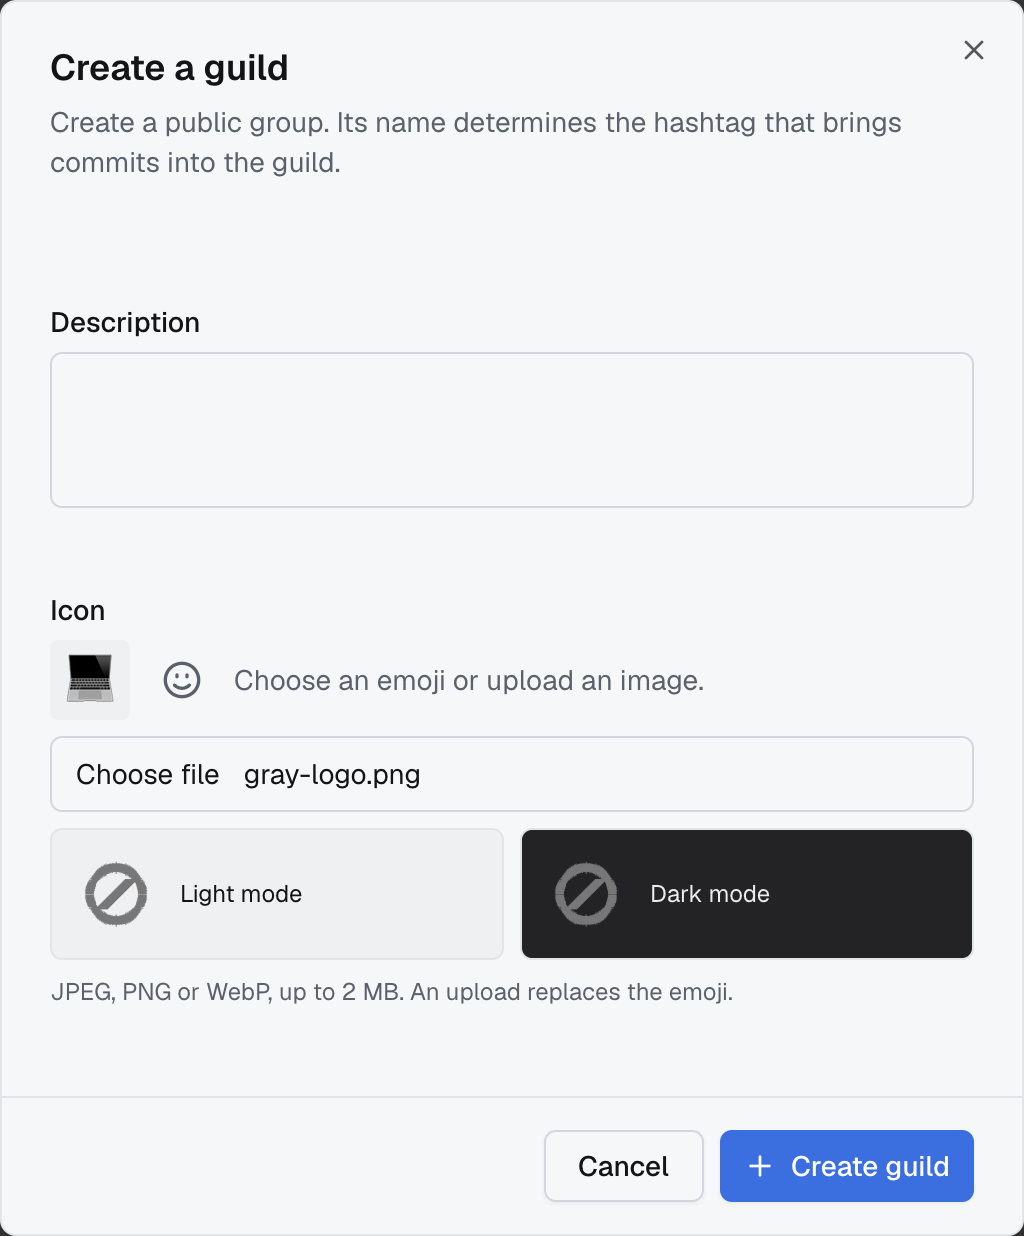 Create a guild
Create a public group. Its name determines the hashtag that brings
commits into the guild.
Description
Icon
Choose an emoji or upload an image.
Choose file gray-logo.png
Light mode
Dark mode
JPEG, PNG or WebP, up to 2 MB. An upload replaces the emoji.
Cancel
Create guild